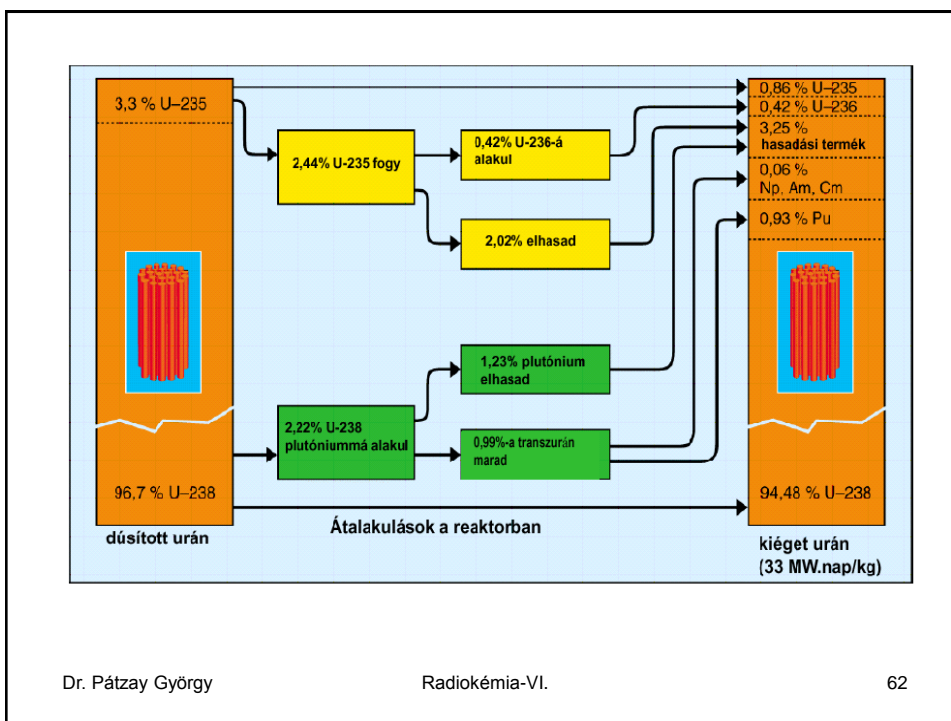 3,3 % U–235
2,44% U-235 fogy
0,42% U-236-á
alakul
2,02% elhasad
1,23% plutónium
elhasad
2,22% U-238
plutóniummá alakul
0,99%-a transzurán
marad
96,7 % U–238
dúsított urán
Átalakulások a reaktorban
0,86 % U–235
0,42 % U–236
3,25 %
hasadási termék
0,06 %
Np, Am, Cm
0,93 % Pu
94,48 % U–238
kiéget urán
(33 MW.nap/kg)
Dr. Pátzay György
Radiokémia-VI.
62